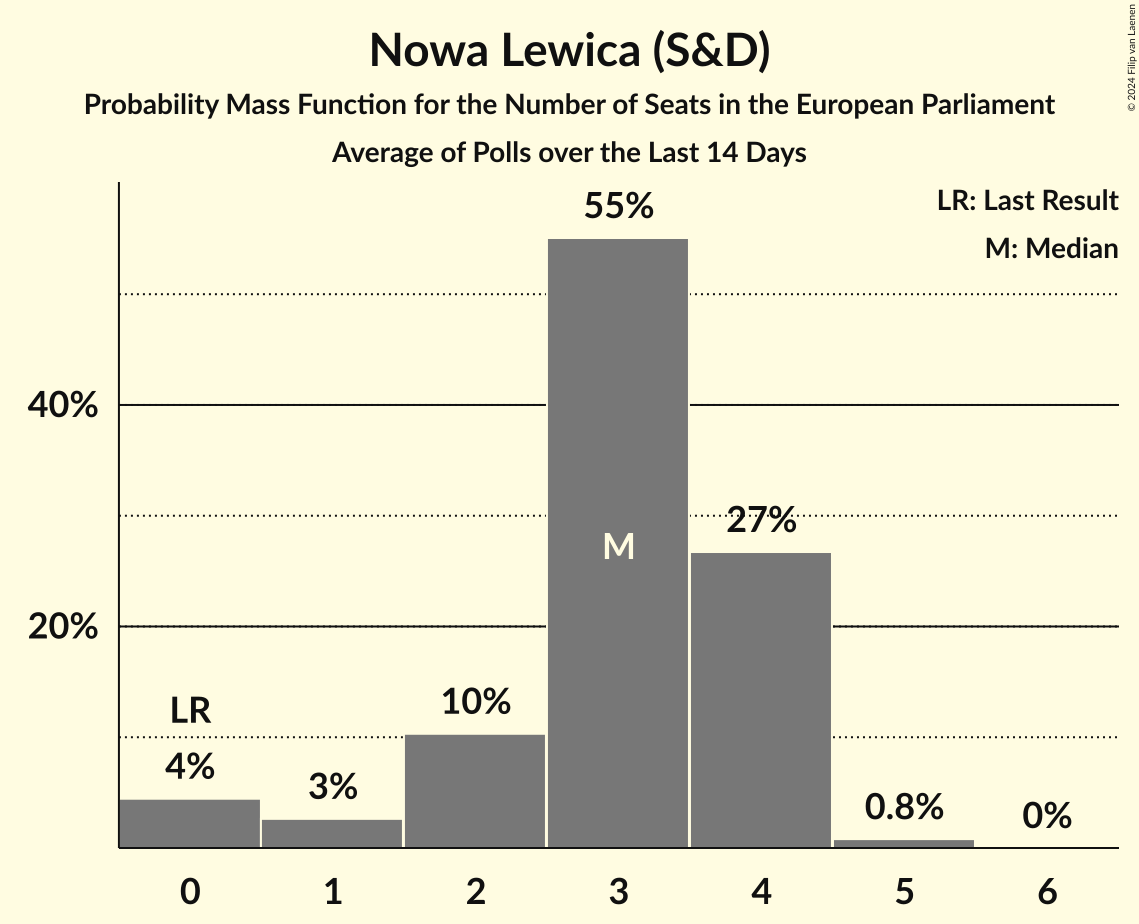 Nowa Lewica (S&D)
Probability Mass Function for the Number of Seats in the European Parliament
Average of Polls over the Last 14 Days
© 2024 Filip van Laenen
LR: Last Result
M: Median
55%
40%
27%
M
20%
LR
10%
4%
3%
0.8%
0%
0 1 2 3 4 5 6